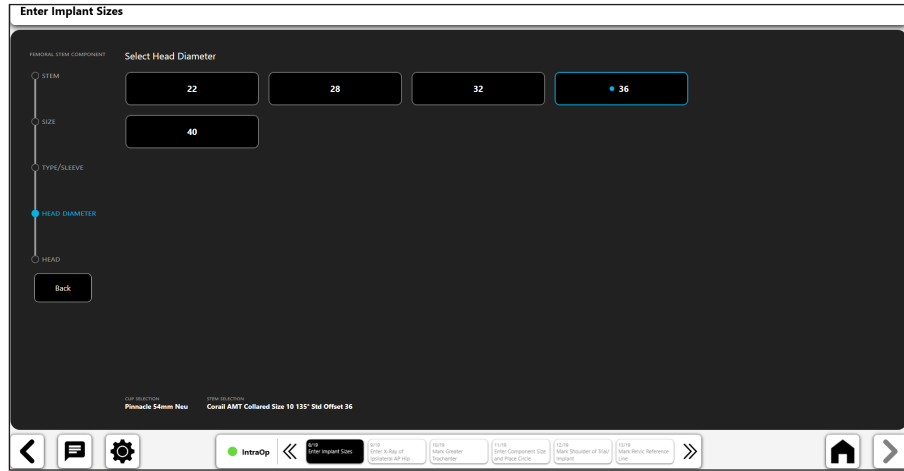 Enter Implant Sizes
FEMORAL STEM COMPONENT
Select Head Diameter
STEM
22
28
32
36
SIZE
40
TYPE/SLEEVE
HEAD DIAMETER
HEAD
Back
CUP SELECTION
STEM SELECTION
Pinnacle 54mm Neu
Corail AMT Collared Size 10 135° Std Offset 36
IntraOp
8/19
Enter Implant Sizes
9/19
Enter X-Ray of
Ipsilateral AP Hip
10/19
Mark Greater
Trochanter
11/19
Enter Component Size
and Place Circle
12/19
Mark Shoulder of Trial/
Implant
13/19
Mark Pelvic Reference
Line